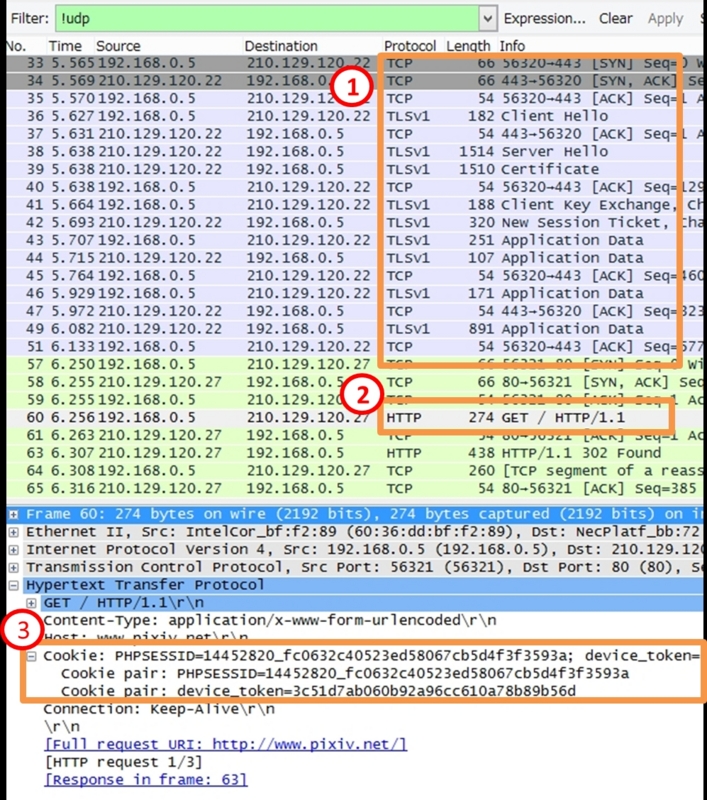 Filter: !udp Expression... Clear Apply
No. Time Source Destination Protocol Length Info
33 5.565 192.168.0.5 210.129.120.22 TCP 66 56320→443 [SYN] Seq=0
34 5.569 210.129.120.22 192.168.0. TCP 66 443→56320 [SYN, ACK] Se
1
35 5.570 192.168.0.5 210.129.12 TCP 54 56320→443 [ACK] Seq=1 A
36 5.627 192.168.0.5 210.129.120.22 TLSv1 182 Client Hello
37 5.631 210.129.120.22 192.168.0.5 TCP 54 443→56320 [ACK] Seq=1 A
38 5.638 210.129.120.22 192.168.0.5 TLSv1 1514 Server Hello
39 5.638 210.129.120.22 192.168.0.5 TLSv1 1510 Certificate
40 5.638 192.168.0.5 210.129.120.22 TCP 54 56320→443 [ACK] Seq=129
41 5.664 192.168.0.5 210.129.120.22 TLSv1 188 Client Key Exchange, Ch
42 5.693 210.129.120.22 192.168.0.5 TLSv1 320 New Session Ticket, Cha
43 5.707 192.168.0.5 210.129.120.22 TLSv1 251 Application Data
44 5.715 210.129.120.22 192.168.0.5 TLSv1 107 Application Data
45 5.764 192.168.0.5 210.129.120.22 TCP 54 56320→443 [ACK] Seq=460
46 5.929 192.168.0.5 210.129.120.22 TLSv1 171 Application Data
47 5.972 210.129.120.22 192.168.0.5 TCP 54 443→56320 [ACK] Seq=323
49 6.082 210.129.120.22 192.168.0.5 TLSv1 891 Application Data
51 6.133 192.168.0.5 210.129.120.22 TCP 54 56320→443 [ACK] Seq=577
57 6.250 192.168.0.5 210.129.120.27 TCP 66 56321→80 [SYN] Seq=0 Wi
58 6.255 210.129.120.27 192.168.0.5 TCP 66 80→56321 [SYN, ACK] Seq
2
59 6.255 192.168.0.5 210.129.120.27 TCP 54 [ACK] Seq=1 Ac
60 6.256 192.168.0.5 210.129.120.27 HTTP 274 GET / HTTP/1.1
61 6.263 210.129.120.27 192.168.0.5 TCP 54 80→56321 [ACK] Seq=1 Ac
63 6.307 210.129.120.27 192.168.0.5 HTTP 438 HTTP/1.1 302 Found
64 6.308 192.168.0.5 210.129.120.27 TCP 260 [TCP segment of a reass
65 6.316 210.129.120.27 192.168.0.5 TCP 54 80→56321 [ACK] Seq=385
Frame 60: 274 bytes on wire (2192 bits), 274 bytes captured (2192 bits) on in
Ethernet II, Src: IntelCor_bf:f2:89 (60:36:dd:bf:f2:89), Dst: NecPlatf_bb:72
Internet Protocol Version 4, Src: 192.168.0.5 (192.168.0.5), Dst: 210.129.120
Transmission Control Protocol, Src Port: 56321 (56321), Dst Port: 80 (80), Se
Hypertext Transfer Protocol
GET / HTTP/1.1\r\n
Content-Type: application/x-www-form-urlencoded\r\n
3
Host: www.pixiv.net\r\n
Cookie: PHPSESSID=14452820_fc0632c40523ed58067cb5d4f3f3593a; device_token=
Cookie pair: PHPSESSID=14452820_fc0632c40523ed58067cb5d4f3f3593a
Cookie pair: device_token=3c51d7ab060b92a96cc610a78b89b56d
Connection: Keep-Alive\r\n
\r\n
[Full request URI: http://www.pixiv.net/]
[HTTP request 1/3]
[Response in frame: 63]